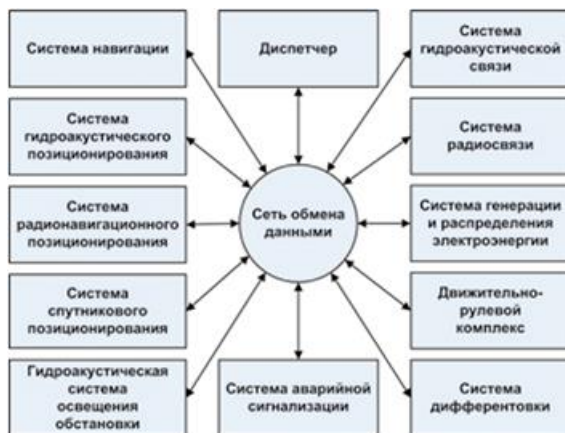 Система навигации
Диспетчер
Система
гидроакустической
связи
Система
гидроакустического
позиционирования
Система
радиосвязи
Система
радионавигационного
позиционирования
Сеть обмена
данными
Система генерации
и распределения
электроэнергии
Система
спутникового
позиционирования
Движительно-
рулевой
комплекс
Гидроакустическая
система
освещения
обстановки
Система аварийной
сигнализации
Система
дифферентовки